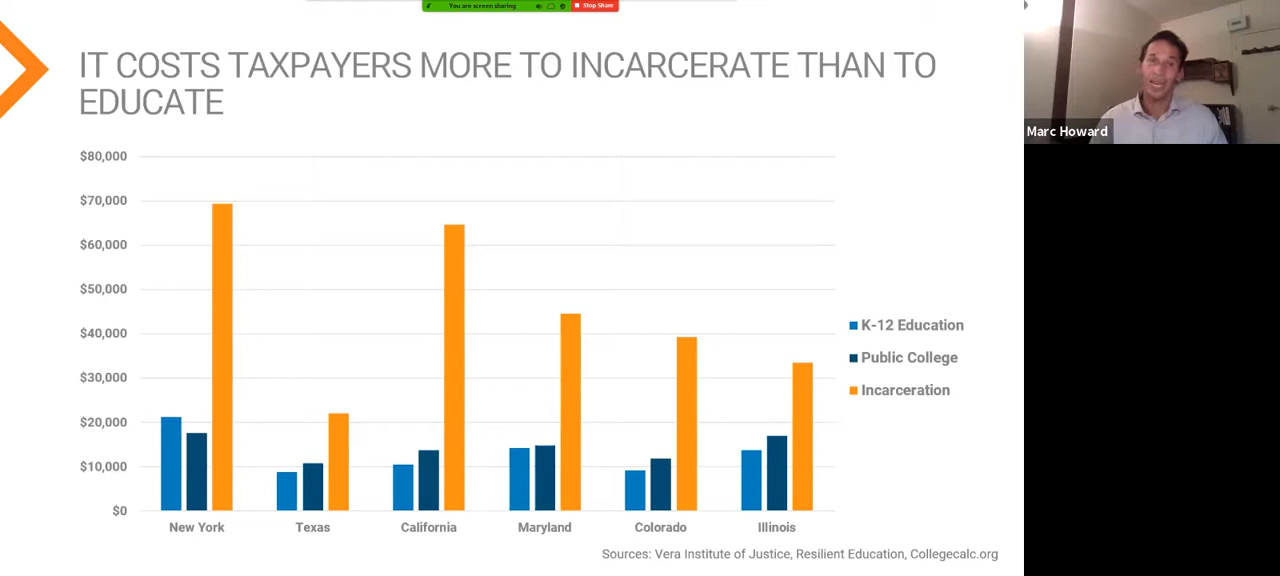 You are screen sharing
Stop Share
IT COSTS TAXPAYERS MORE TO INCARCERATE THAN TO
EDUCATE
Marc Howard
$80,000
$70,000
$60,000
$50,000
$40,000
$30,000
$20,000
$10,000
$0
New York
Texas
California
Maryland
Colorado
Illinois
K-12 Education
Public College
Incarceration
Sources: Vera Institute of Justice, Resilient Education, Collegecalc.org